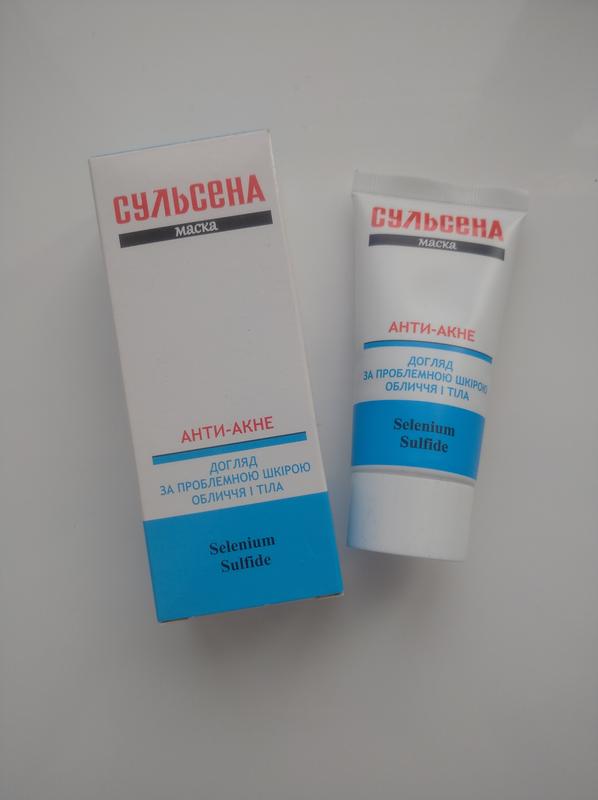 СУЛЬСЕНА
маска
АНТИ-АКНЕ
ДОГЛЯД
ЗА ПРОБЛЕМНОЮ ШКІРОЮ
ОБЛИЧЧЯ І ТІЛА
Selenium
Sulfide
СУЛЬСЕНА
маска
АНТИ-АКНЕ
ДОГЛЯД
ЗА ПРОБЛЕМНОЮ ШКІРОЮ
ОБЛИЧЧЯ І ТІЛА
Selenium
Sulfide